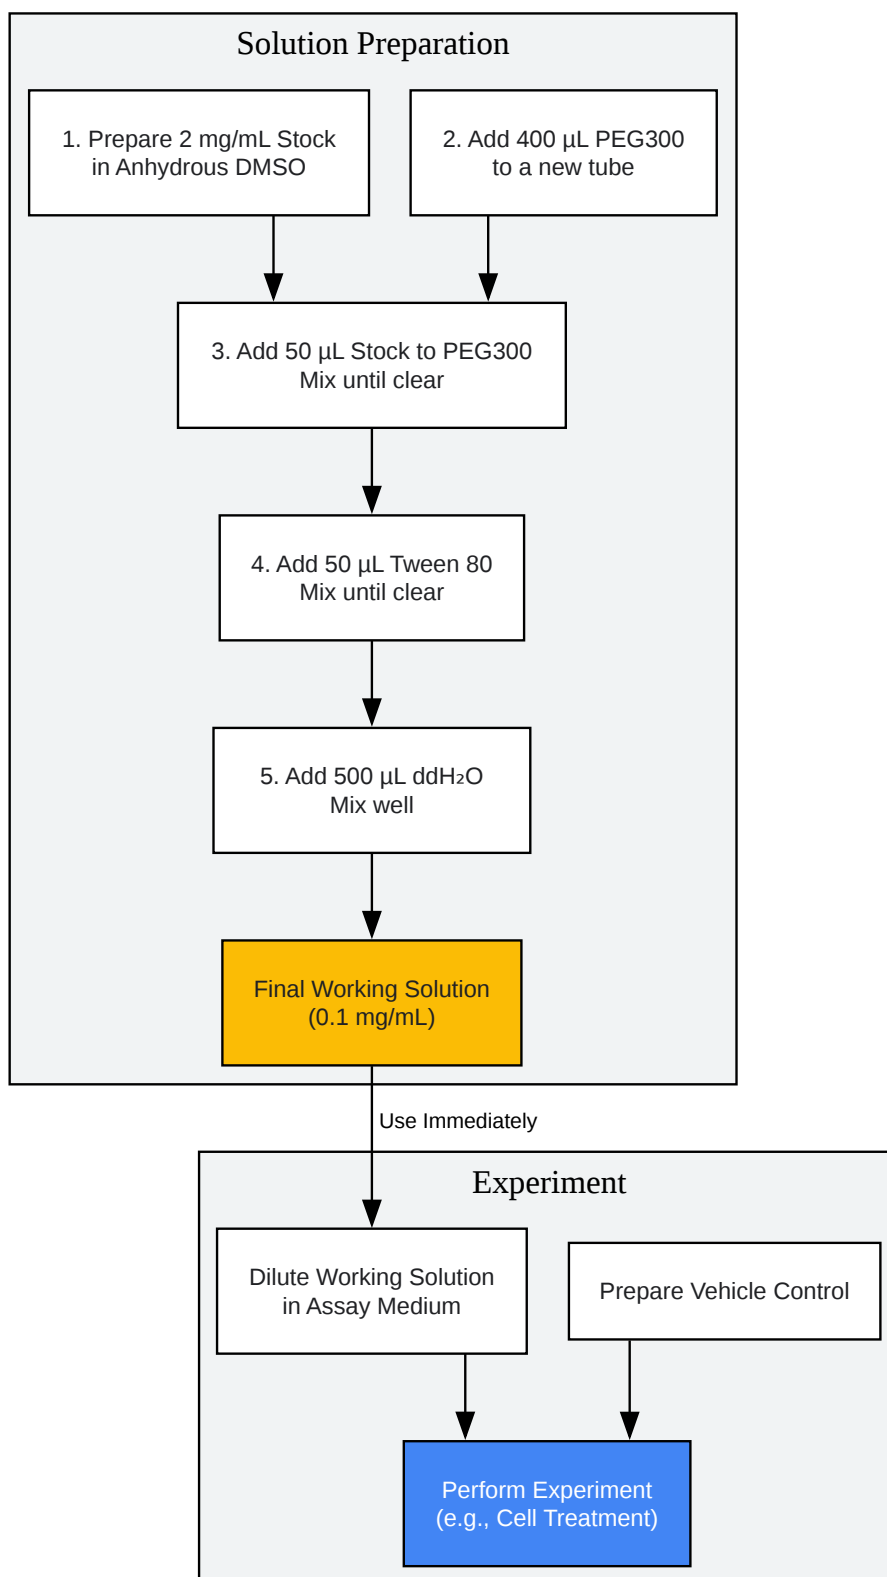 Solution Preparation
1. Prepare 2 mg/mL Stock
in Anhydrous DMSO
2. Add 400 µL PEG300
to a new tube
3. Add 50 µL Stock to PEG300
Mix until clear
4. Add 50 µL Tween 80
Mix until clear
5. Add 500 µL ddH₂O
Mix well
Final Working Solution
(0.1 mg/mL)
Use Immediately
Experiment
Dilute Working Solution
in Assay Medium
Prepare Vehicle Control
Perform Experiment
(e.g., Cell Treatment)